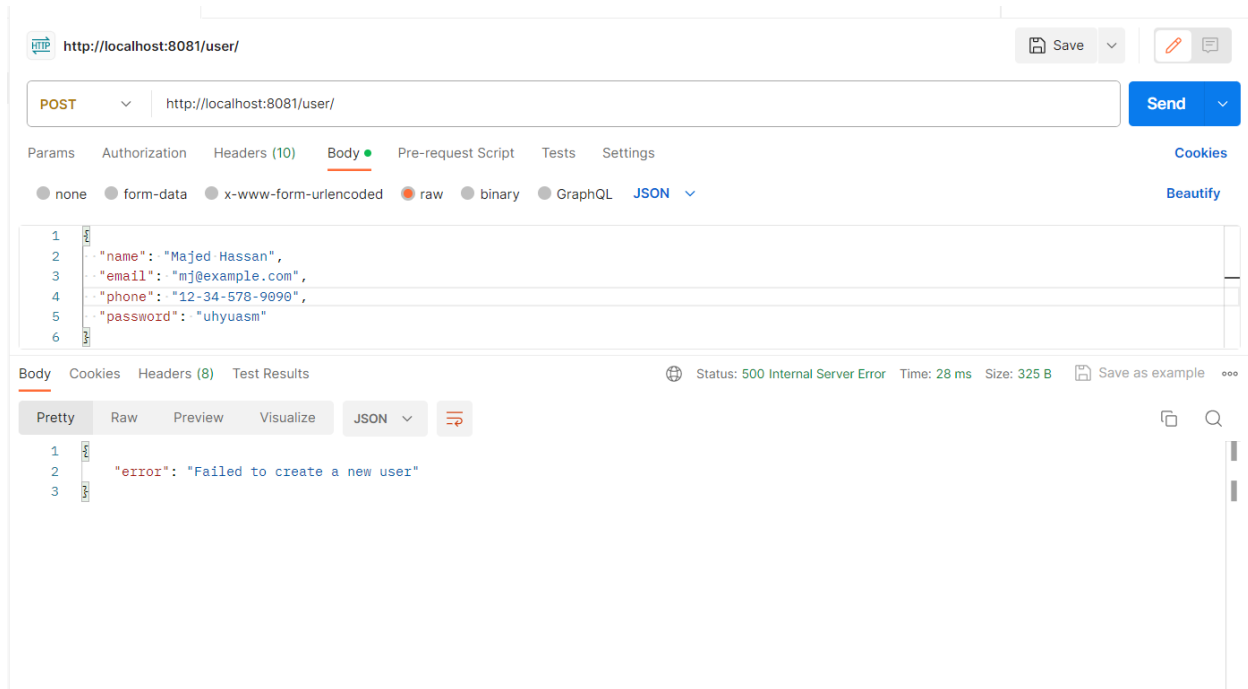 HTTP http://localhost:8081/user/ Save
POST http://localhost:8081/user/ Send
Params Authorization Headers (10) Body Pre-request Script Tests Settings Cookies
none form-data x-www-form-urlencoded raw binary GraphQL JSON Beautify
1 {
2 "name": "Majed Hassan",
3 "email": "mj@example.com",
4 "phone": "12-34-578-9090",
5 "password": "uhyuasm"
6 }
Body Cookies Headers (8) Test Results Status: 500 Internal Server Error Time: 28 ms Size: 325 B Save as example
Pretty Raw Preview Visualize JSON
1 {
2 "error": "Failed to create a new user"
3 }